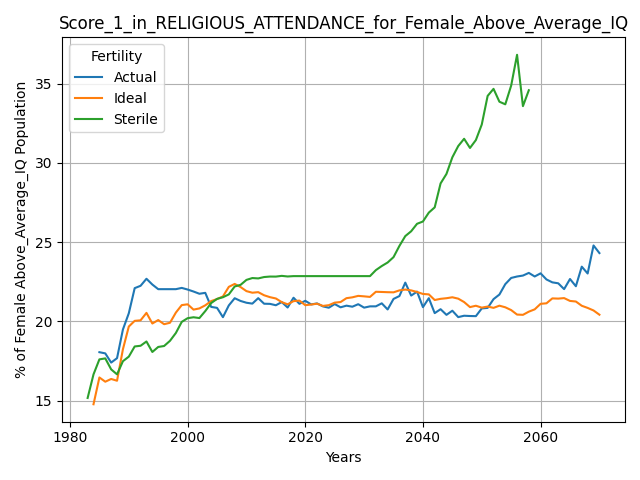 Score_1_in_RELIGIOUS_ATTENDANCE_for_Female_Above_Average_IQ
Fertility
Actual
Ideal
Sterile
% of Female Above_Average_IQ Population
35
30
25
20
15
1980
2000
2020
2040
2060
Years